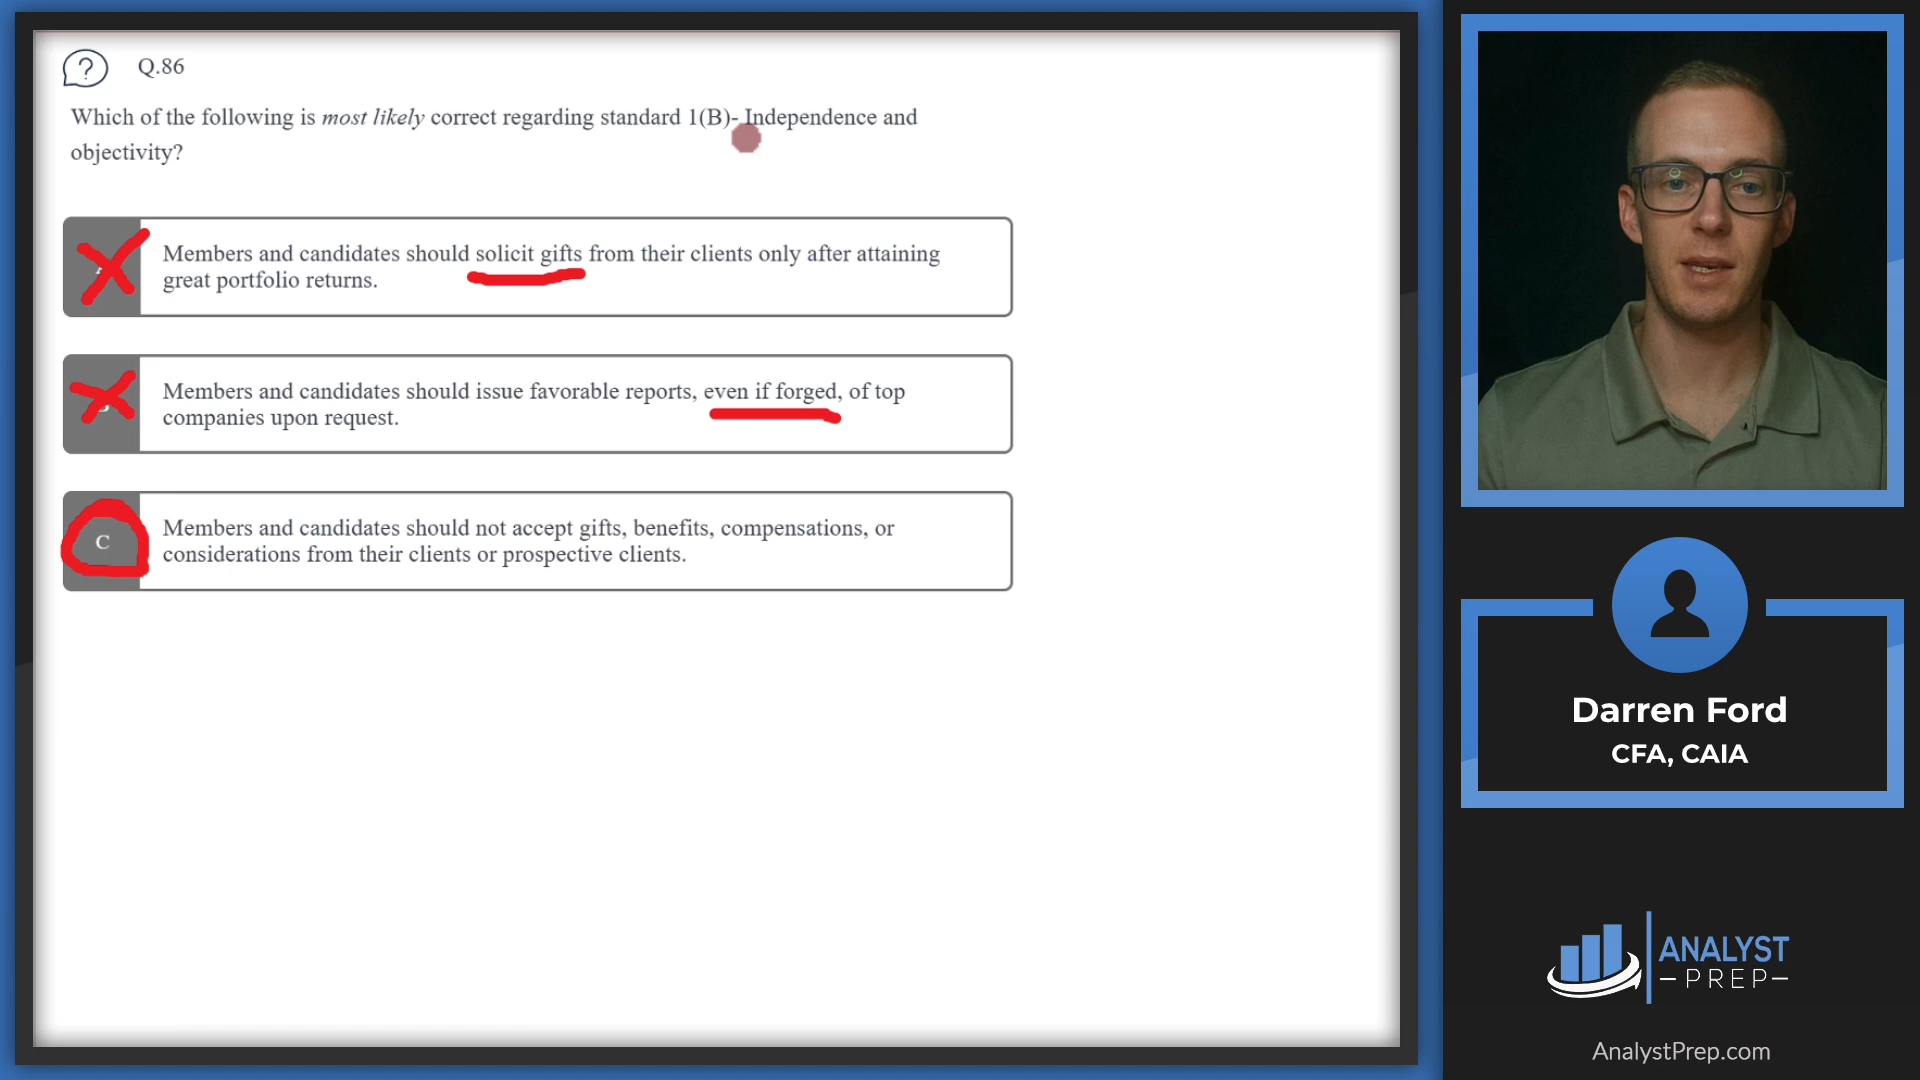 ?
Q.86
Which of the following is most likely correct regarding standard 1(B)- Independence and
objectivity?
Members and candidates should solicit gifts from their clients only after attaining
great portfolio returns.
Members and candidates should issue favorable reports, even if forged, of top
companies upon request.
C
Members and candidates should not accept gifts, benefits, compensations, or
considerations from their clients or prospective clients.
Darren Ford
CFA, CAIA
ANALYST
PREP
AnalystPrep.com